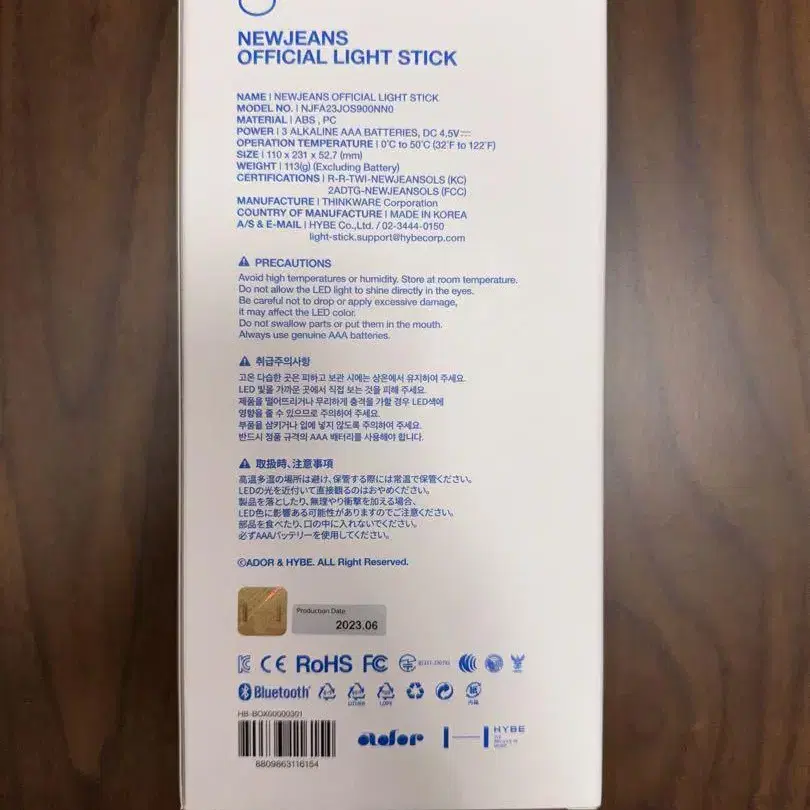 NEWJEANS
OFFICIAL LIGHT STICK
NAME | NEWJEANS OFFICIAL LIGHT STICK
MODEL NO. | NJFA23JOS900NN0
MATERIAL | ABS , PC
POWER | 3 ALKALINE AAA BATTERIES, DC 4.5V
OPERATION TEMPERATURE | 0°C to 50°C (32°F to 122°F)
SIZE | 110 x 231 x 52.7 (mm)
WEIGHT | 113(g) (Excluding Battery)
CERTIFICATIONS | R-R-TWI-NEWJEANSOLS (KC)
2ADTG-NEWJEANSOLS (FCC)
MANUFACTURE | THINKWARE Corporation
COUNTRY OF MANUFACTURE | MADE IN KOREA
A/S & E-MAIL | HYBE Co.,Ltd. / 02-3444-0150
light-stick.support@hybecorp.com
⚠ PRECAUTIONS
Avoid high temperatures or humidity. Store at room temperature.
Do not allow the LED light to shine directly in the eyes.
Be careful not to drop or apply excessive damage,
it may affect the LED color.
Do not swallow parts or put them in the mouth.
Always use genuine AAA batteries.
⚠ 취급주의사항
고온 다습한 곳은 피하고 보관 시에는 상온에서 유지하여 주세요.
LED 빛을 가까운 곳에서 직접 보는 것을 피해 주세요.
제품을 떨어뜨리거나 무리하게 충격을 가할 경우 LED색에
영향을 줄 수 있으므로 주의하여 주세요.
부품을 삼키거나 입에 넣지 않도록 주의하여 주세요.
반드시 정품 규격의 AAA 배터리를 사용해야 합니다.
⚠ 取扱時、注意事項
高温多湿の場所は避け、保管する際には常温で保管ください。
LEDの光を近付いて直接観るのはおやめください。
製品を落としたり、無理やり衝撃を加える場合、
LED色に影響ある可能性がありますのでご注意ください。
部品を食べたり、口の中に入れないでください。
必ずAAAバッテリーを使用してください。
©ADOR & HYBE. ALL Right Reserved.
Production Date
2023.06
CE RoHS FC
Bluetooth
HB-BOX00000301
8809863116154
ador
HYBE